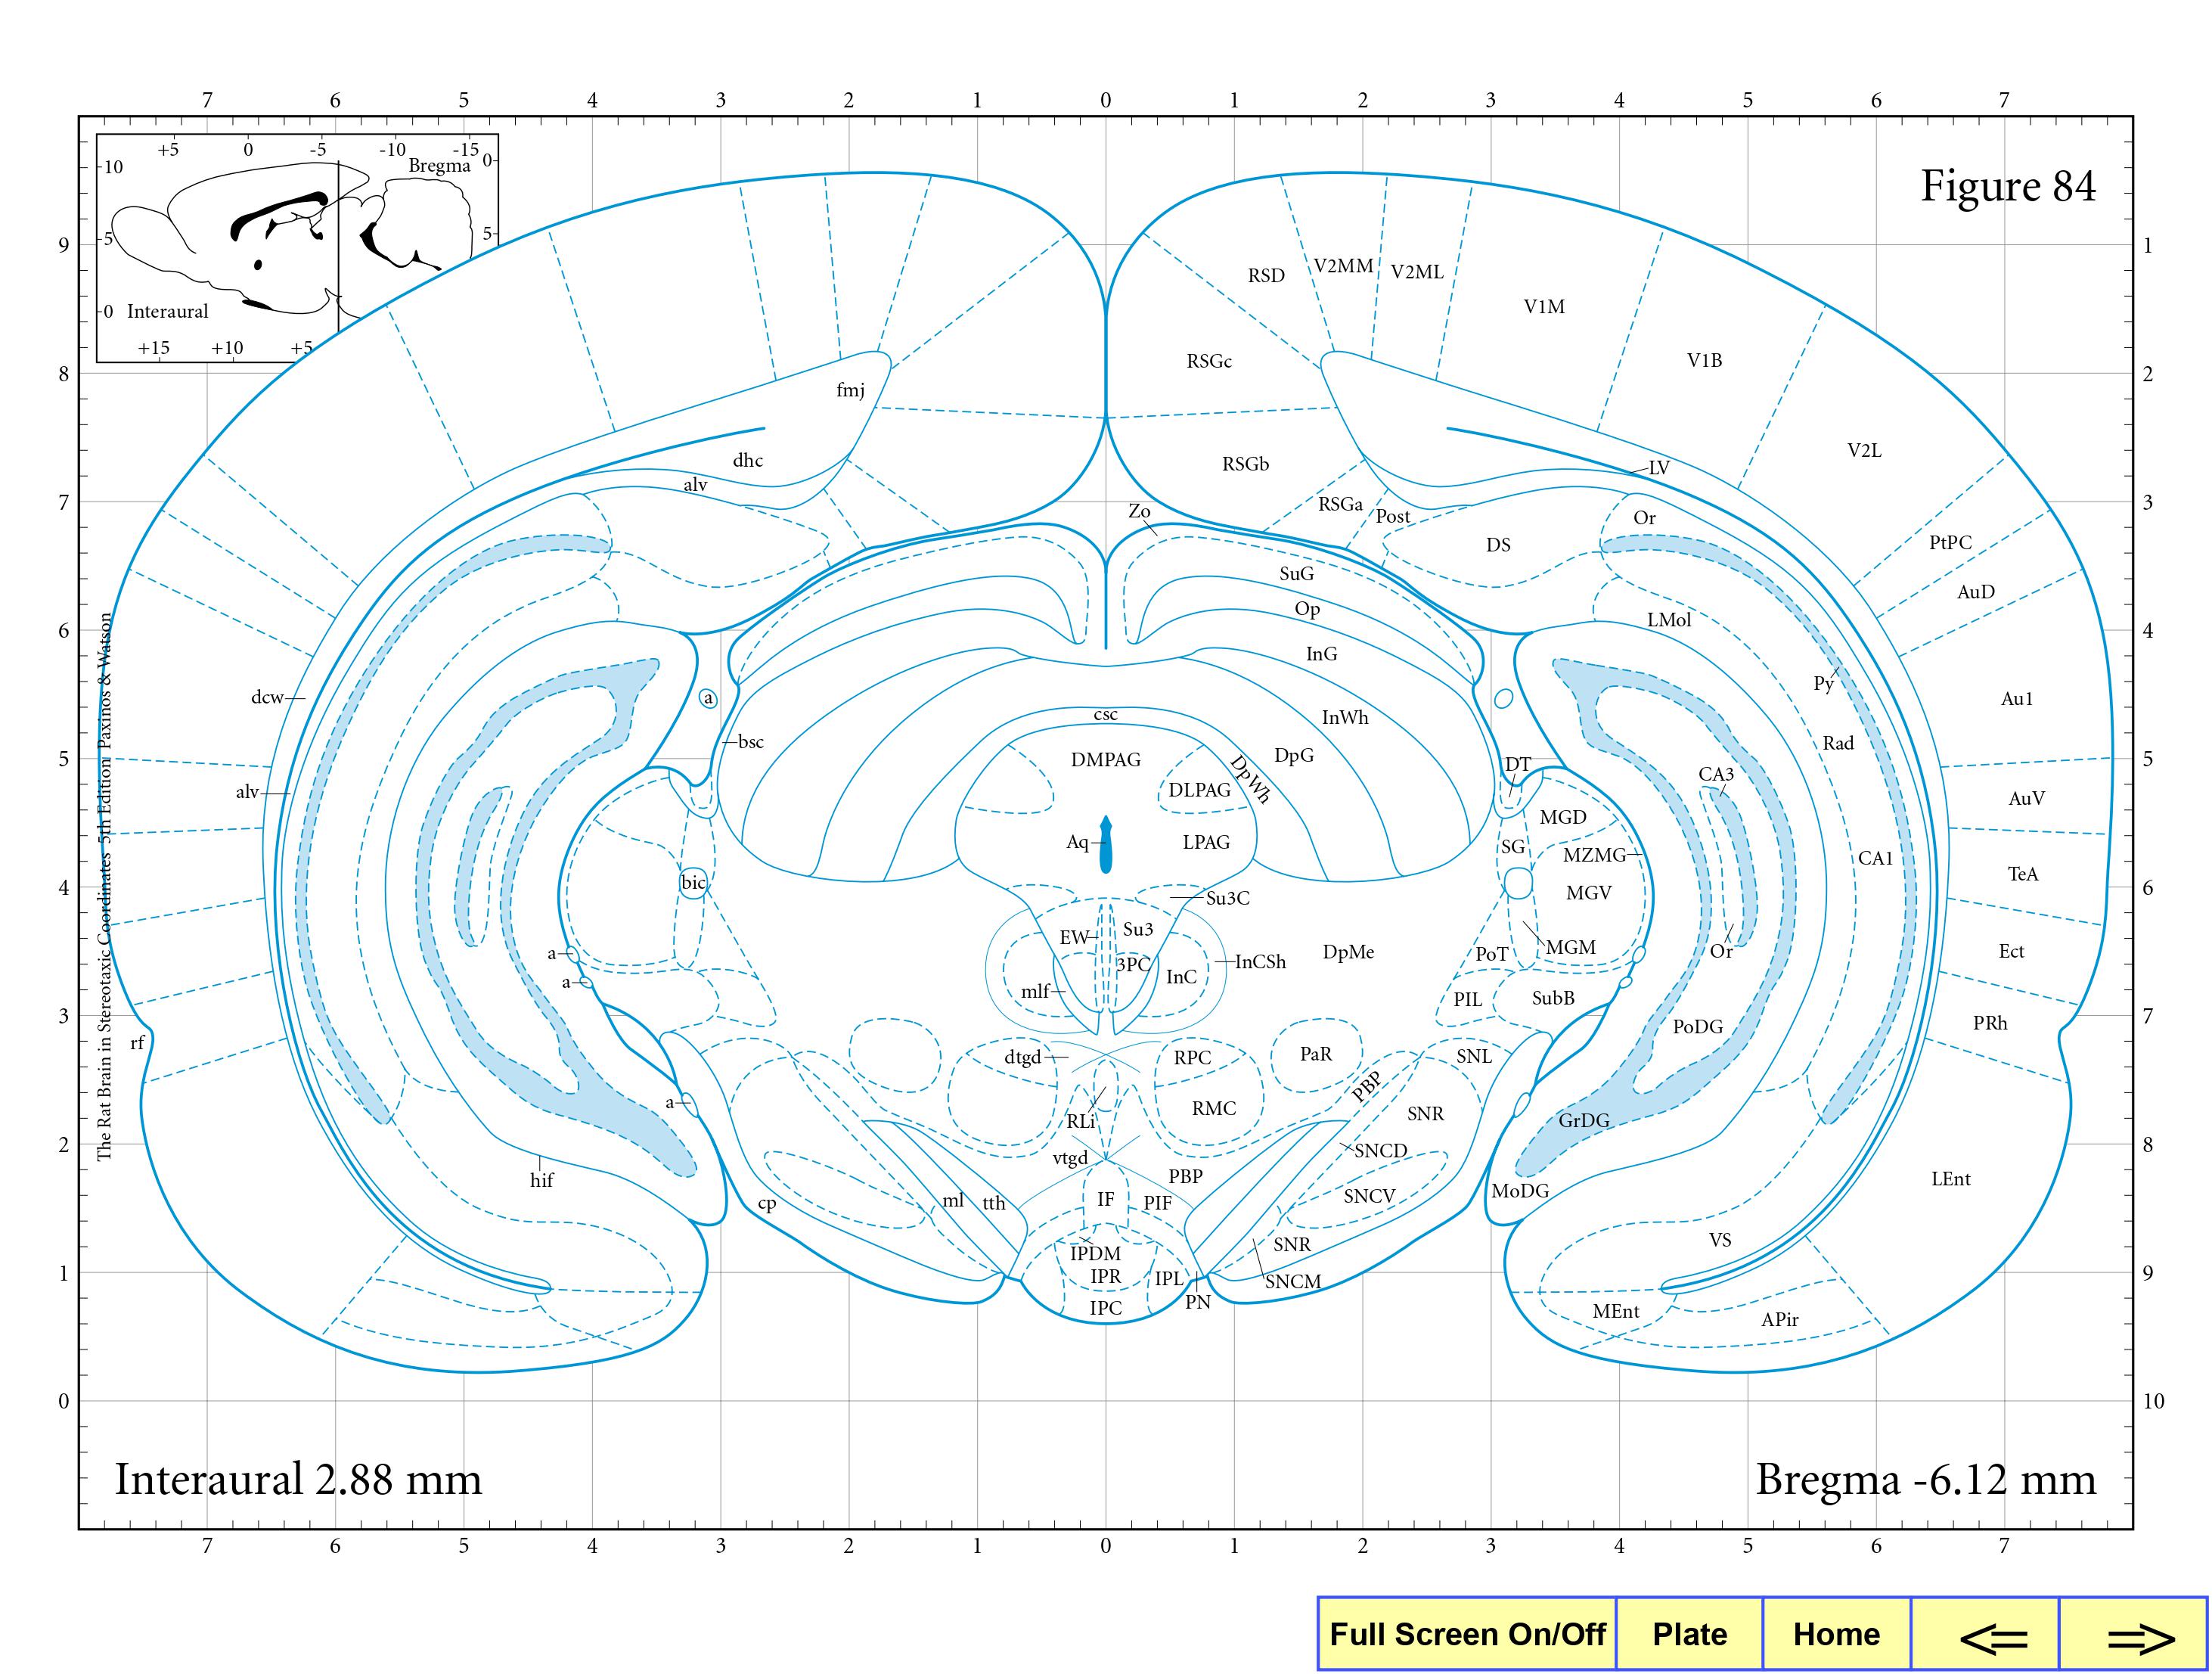 7 6 5 4 3 2 1 0 1 2 3 4 5 6 7
+5 0 -5 -10 -15
Bregma 0
10
5 5
0 Interaural
+15 +10 +5
Figure 84
9 1
RSD V2MM V2ML
V1M
RSGc V1B
8 2
fmj
V2L
dhc RSGb LV
alv
7 3
RSGa
Zo Post Or
DS PtPC
SuG
AuD
Op
LMol
6 4
InG
Py
dcw a Au1
csc InWh
bsc Rad
DpG
5 DMPAG DT 5
CA3
DLPAG DpWh
alv AuV
MGD
Aq LPAG SG
MZMG CA1
TeA
bic
4 MGV 6
Su3C
Su3
EW
MGM Ect
a DpMe PoT Or
InCSh
3PC
InC
a
mlf PIL SubB
3 7
PRh
PoDG
rf
dtgd RPC PaR SNL
PBP
a
RMC SNR
RLi GrDG
2 8
SNCD
vtgd
PBP
hif LEnt
MoDG
SNCV
cp ml tth IF PIF
VS
SNR
IPDM
1 IPR IPL 9
SNCM
PN
IPC MEnt
APir
0 10
The Rat Brain in Stereotaxic Coordinates 5th Edition Paxinos & Watson
Interaural 2.88 mm Bregma -6.12 mm
7 6 5 4 3 2 1 0 1 2 3 4 5 6 7
Full Screen On/Off Plate Home <= =>